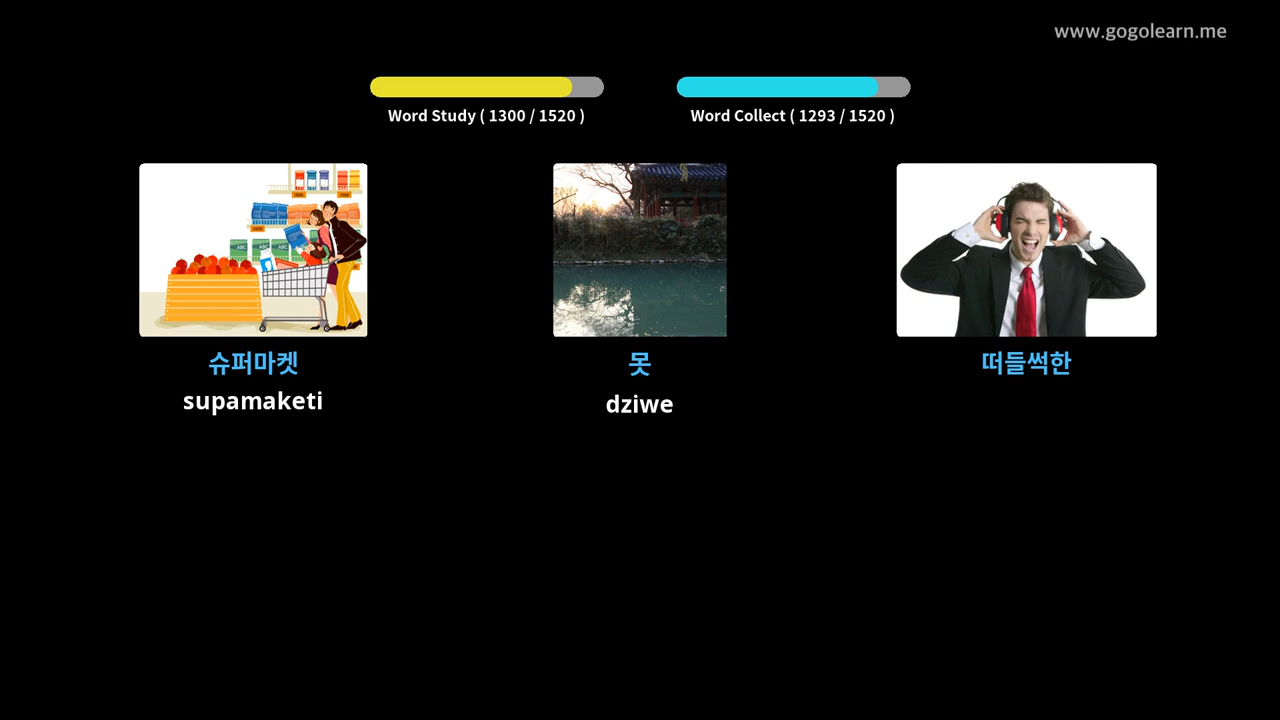 www.gogolearn.me
Word Study ( 1300 / 1520 )
Word Collect ( 1293 / 1520 )
슈퍼마켓
supamaketi
못
dziwe
떠들썩한